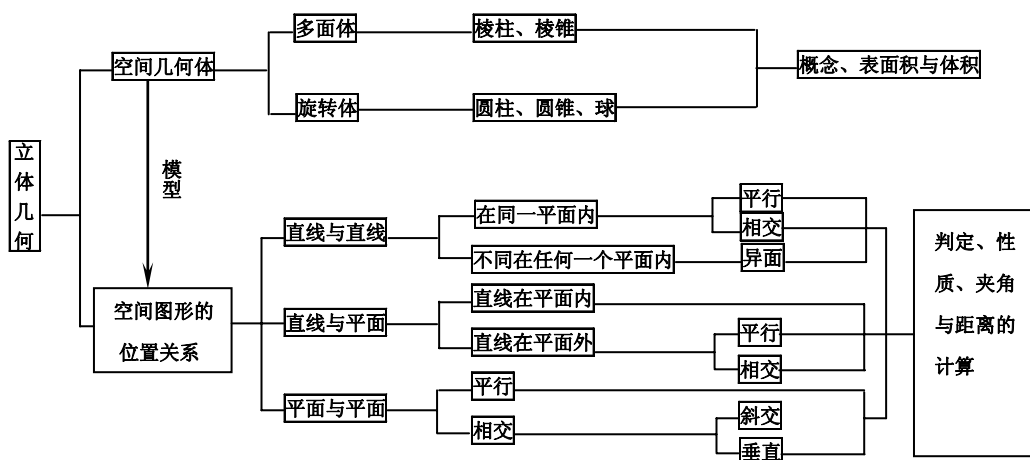 多面体
棱柱、棱锥
空间几何体
概念、表面积与体积
旋转体
圆柱、圆锥、球
立体几何
模型
平行
在同一平面内
相交
直线与直线
不同在任何一个平面内
异面
判定、性
质、夹角
与距离的
计算
空间图形的
位置关系
直线在平面内
直线与平面
直线在平面外
平行
相交
平行
平面与平面
斜交
相交
垂直